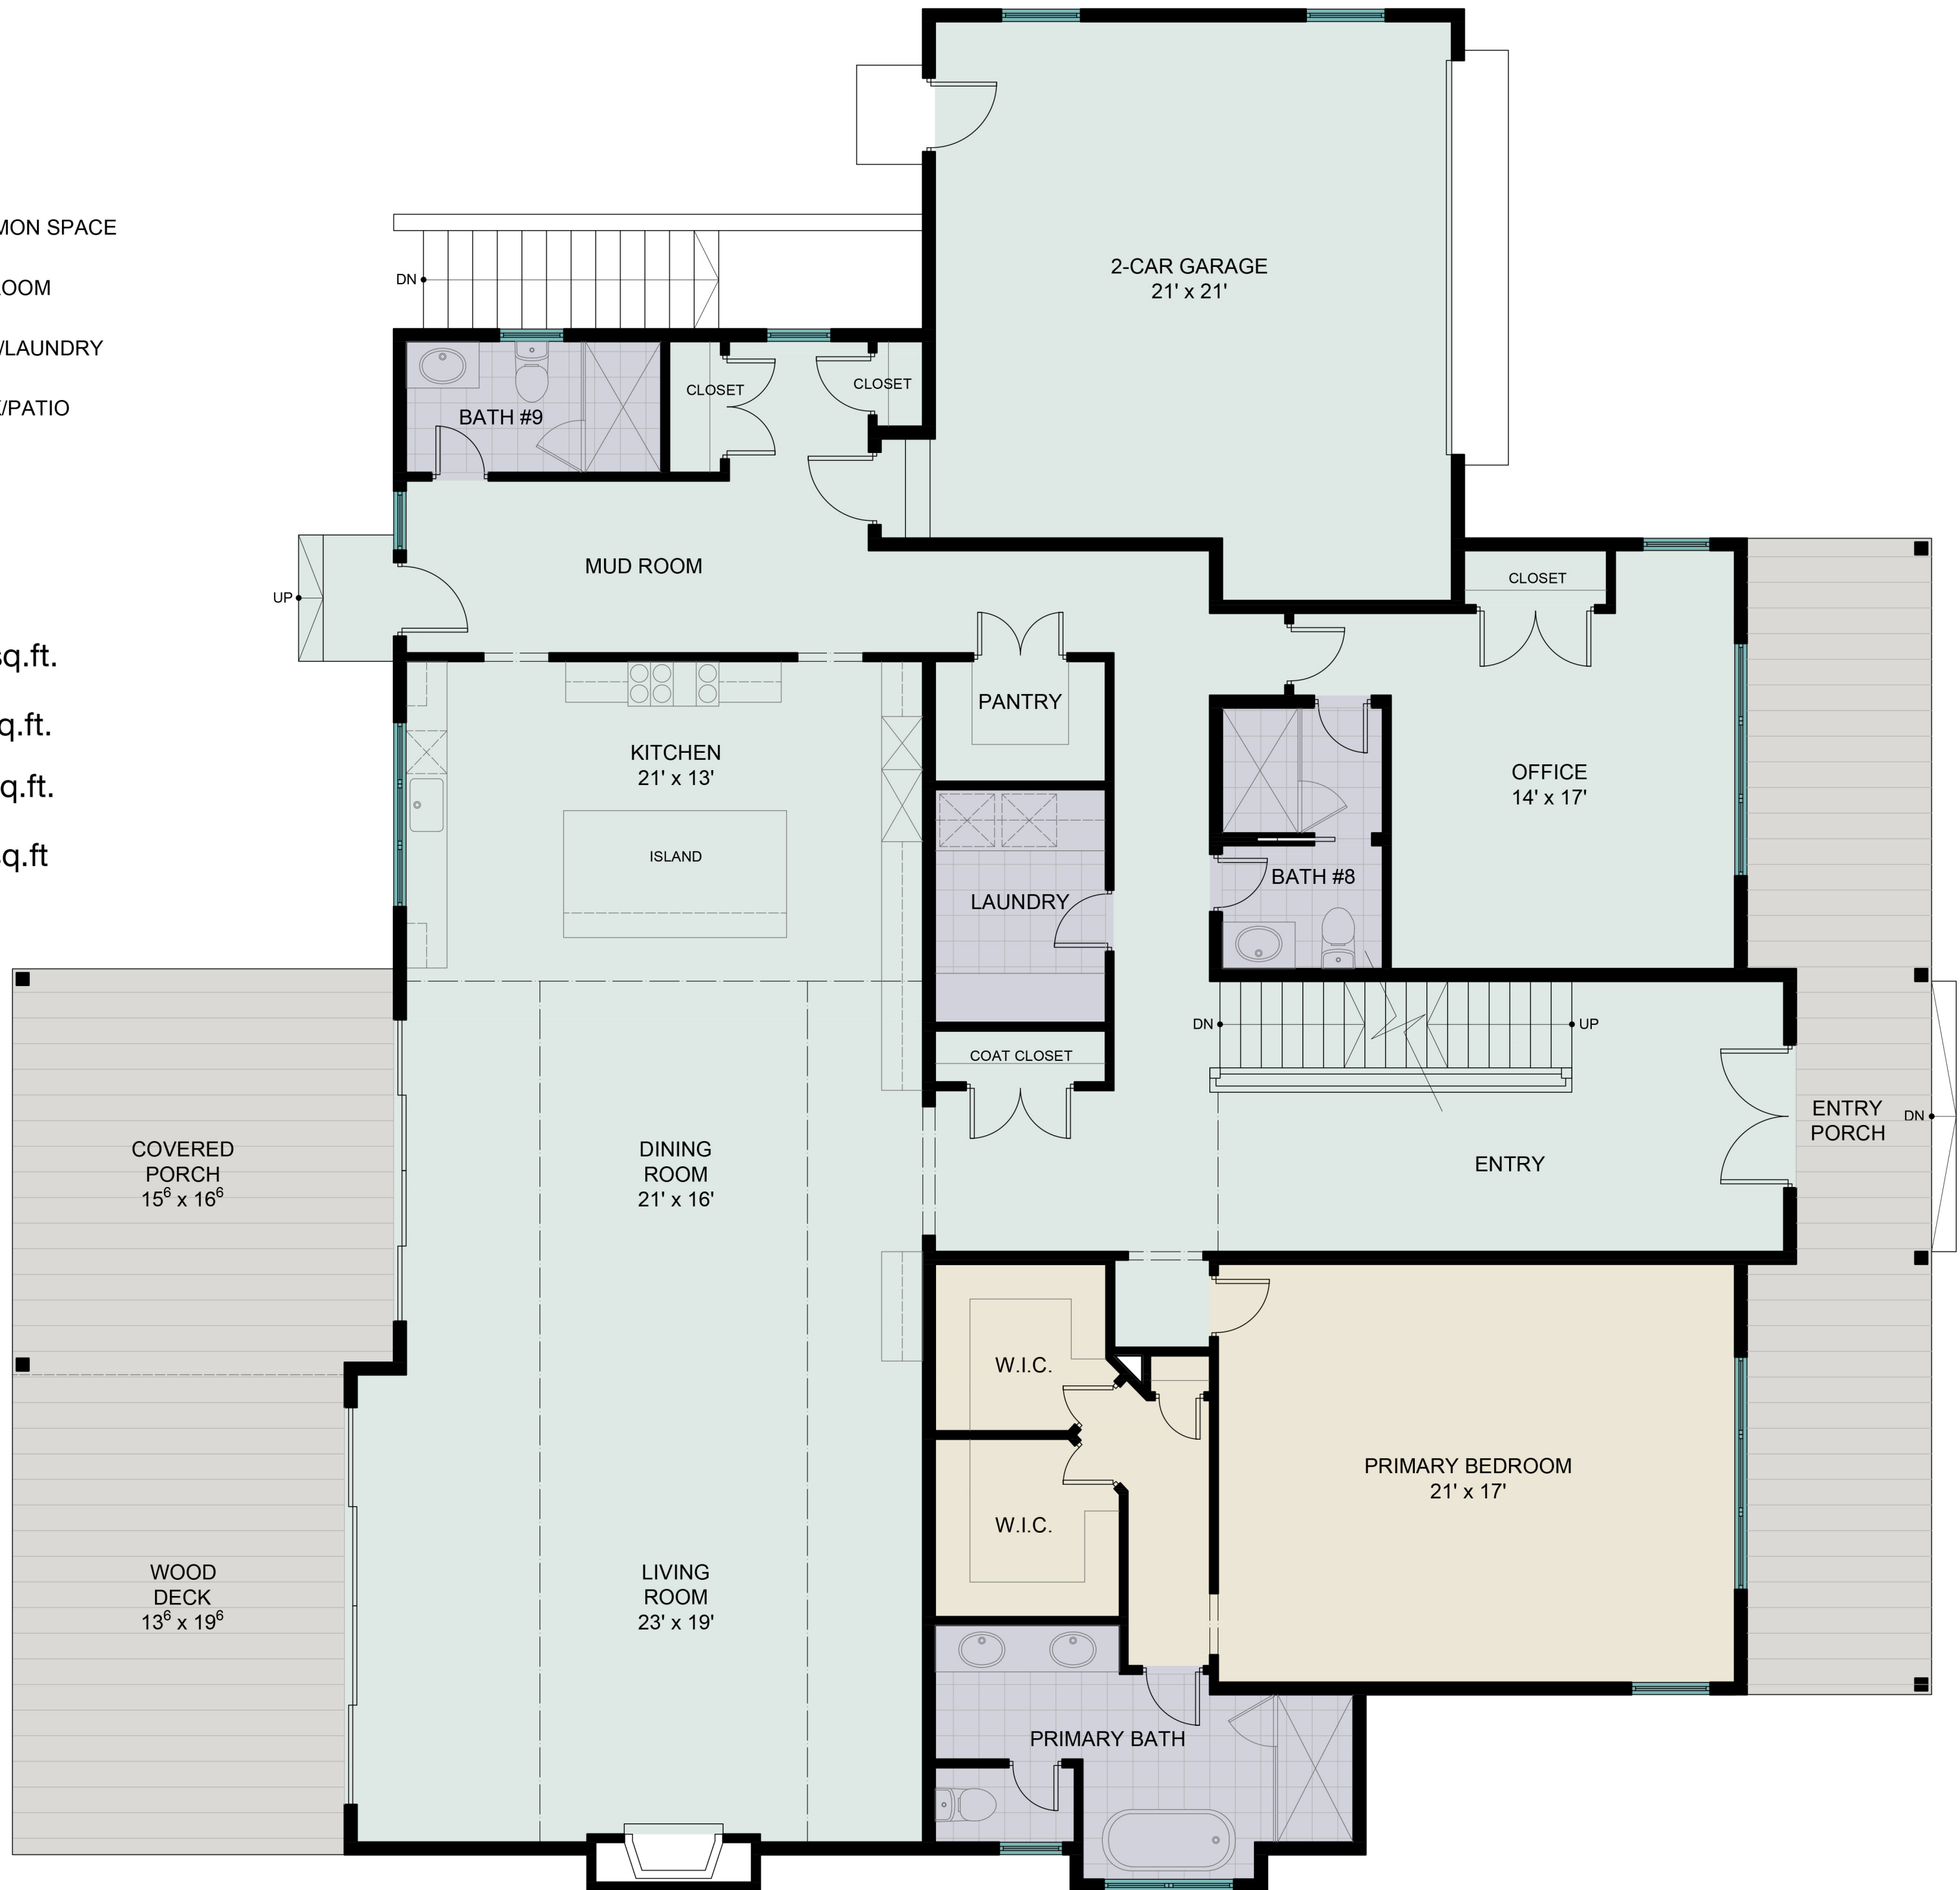 MON SPACE
OOM
/LAUNDRY
/PATIO
sq.ft.
q.ft.
q.ft.
sq.ft
2-CAR GARAGE
21' x 21'
DN
CLOSET
CLOSET
BATH #9
MUD ROOM
UP
CLOSET
PANTRY
KITCHEN
21' x 13'
ISLAND
OFFICE
14' x 17'
BATH #8
LAUNDRY
DN
UP
COAT CLOSET
COVERED
PORCH
15⁶ x 16⁶
DINING
ROOM
21' x 16'
ENTRY
ENTRY
PORCH
DN
W.I.C.
W.I.C.
PRIMARY BEDROOM
21' x 17'
WOOD
DECK
13⁶ x 19⁶
LIVING
ROOM
23' x 19'
PRIMARY BATH